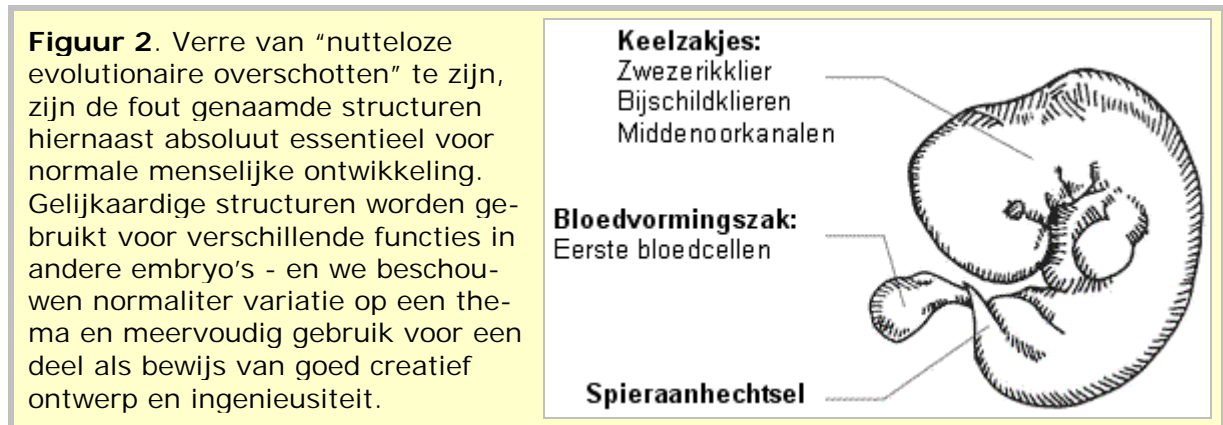 Figuur 2. Verre van “nutteloze
evolutionaire overschotten” te zijn,
zijn de fout genaamde structuren
hiernaast absoluut essentieel voor
normale menselijke ontwikkeling.
Gelijkaardige structuren worden ge-
bruikt voor verschillende functies in
andere embryo's - en we beschou-
wen normaliter variatie op een the-
ma en meervoudig gebruik voor een
deel als bewijs van goed creatief
ontwerp en ingenieusiteit.
Keelzakjes:
Zwezerikklier
Bijschildklieren
Middenoorkanalen
Bloedvormingszak:
Eerste bloedcellen
Spieraanhechtsel